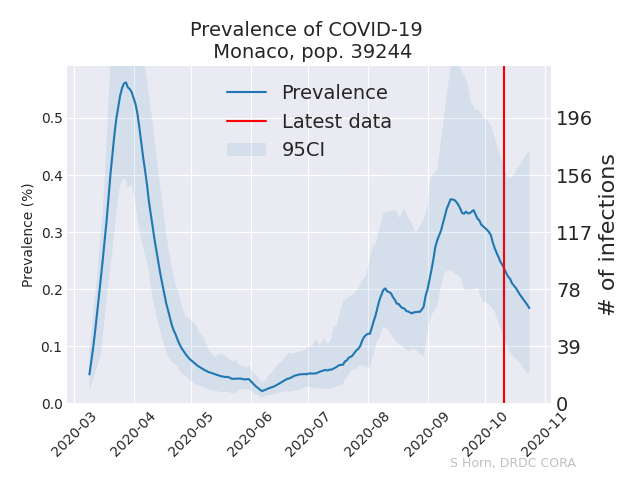 Prevalence of COVID-19
Monaco, pop. 39244
Prevalence
Latest data
95CI
Prevalence (%)
0.5
0.4
0.3
0.2
0.1
0.0
196
156
117
78
39
0
# of infections
2020-03
2020-04
2020-05
2020-06
2020-07
2020-08
2020-09
2020-10
2020-11
S Horn, DRDC CORA